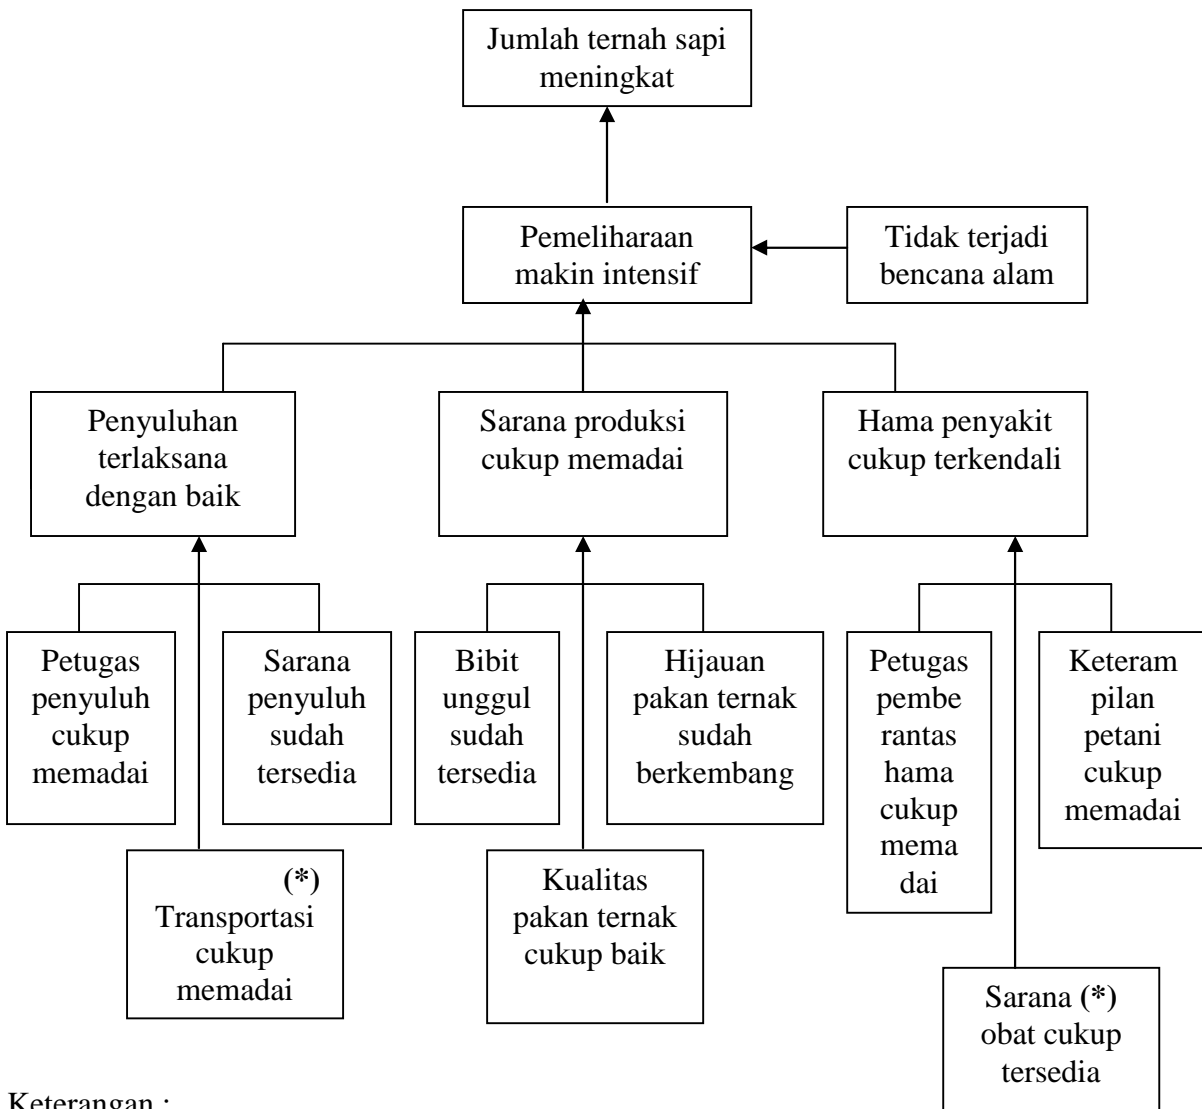 Jumlah ternah sapi
meningkat
Pemeliharaan
makin intensif
Tidak terjadi
bencana alam
Penyuluhan
terlaksana
dengan baik
Sarana produksi
cukup memadai
Hama penyakit
cukup terkendali
Petugas
penyuluh
cukup
memadai
Sarana
penyuluh
sudah
tersedia
Bibit
unggul
sudah
tersedia
Hijauan
pakan ternak
sudah
berkembang
Petugas
pembe
rantas
hama
cukup
mema
dai
Keteram
pilan
petani
cukup
memadai
(*)
Transportasi
cukup
memadai
Kualitas
pakan ternak
cukup baik
Sarana (*)
obat cukup
tersedia
Keterangan :